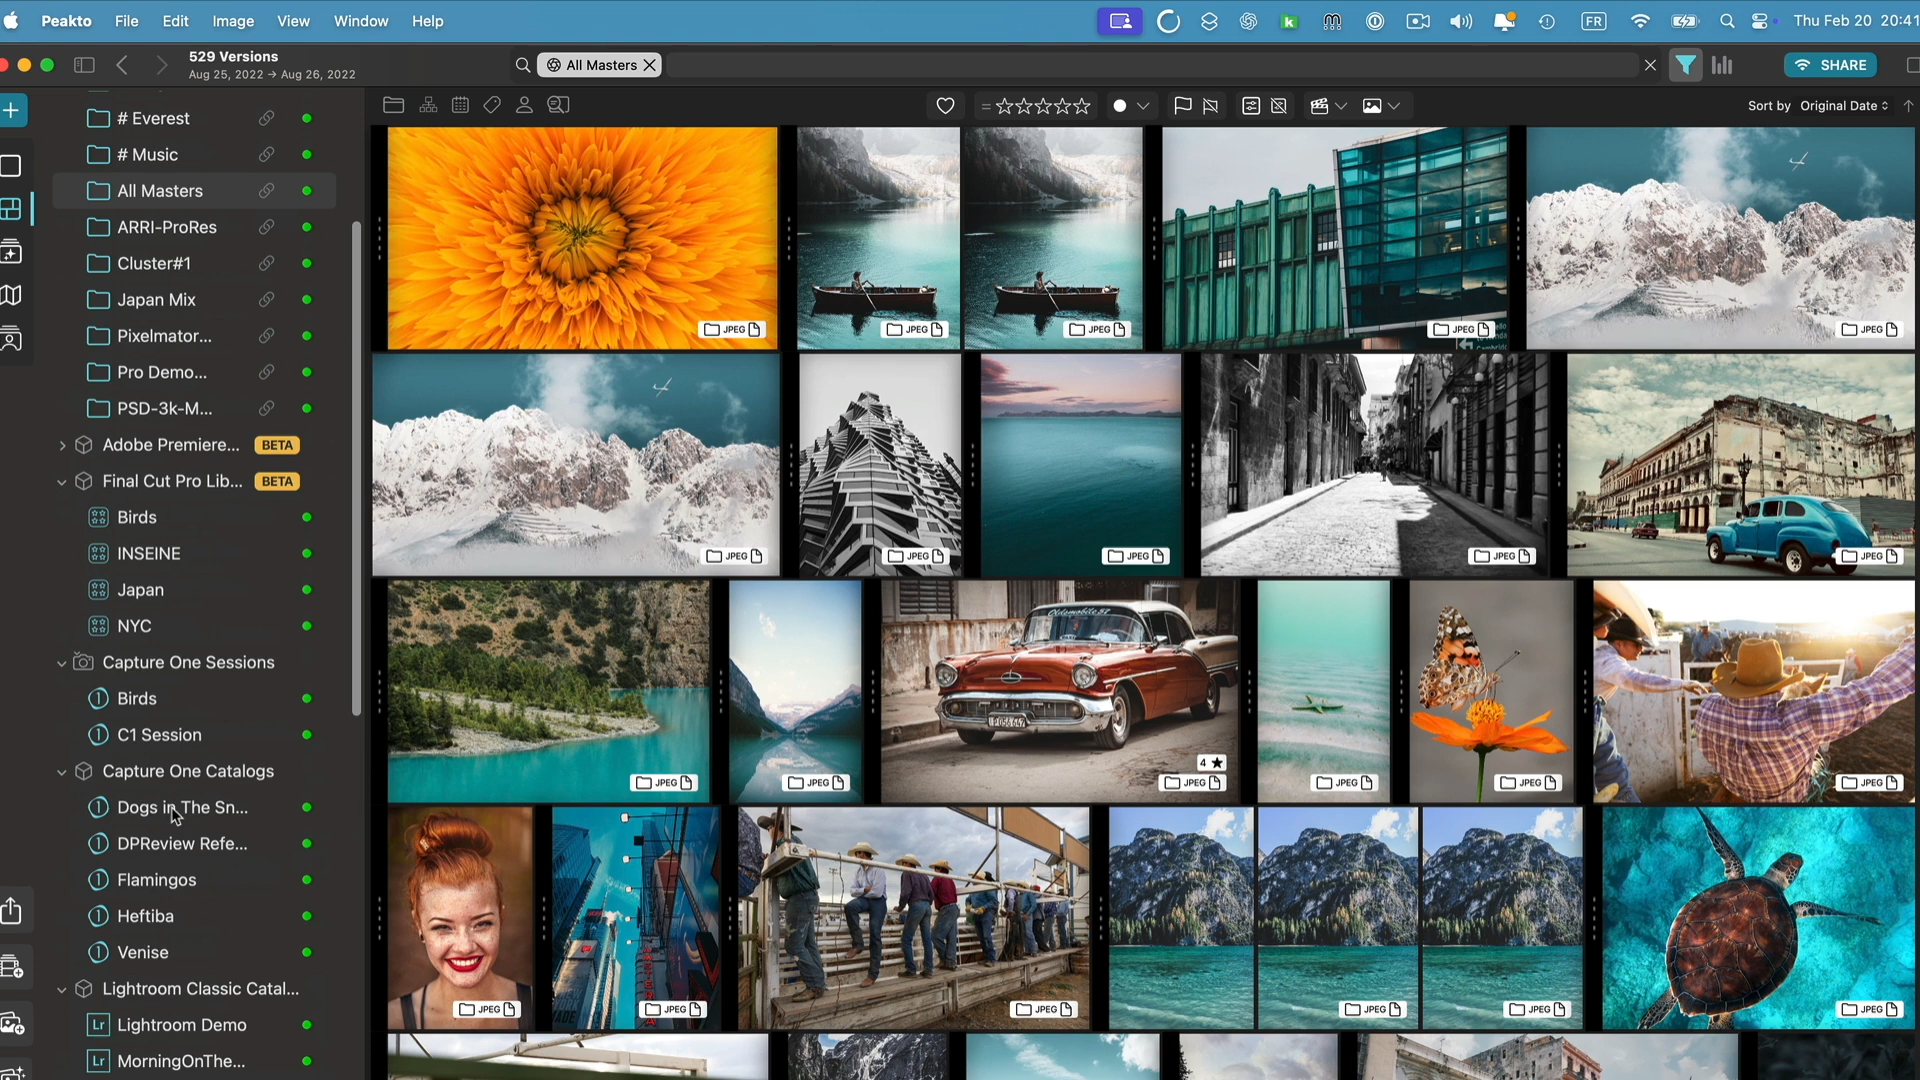 Peakto File Edit Image View Window Help
FR
Thu Feb 20 20:41
529 Versions
Aug 25, 2022 → Aug 26, 2022
All Masters
SHARE
Sort by Original Date
# Everest
# Music
All Masters
ARRI-ProRes
Cluster#1
Japan Mix
Pixelmator...
Pro Demo...
PSD-3k-M...
Adobe Premiere... BETA
Final Cut Pro Lib... BETA
Birds
INSEINE
Japan
NYC
Capture One Sessions
Birds
C1 Session
Capture One Catalogs
Dogs in The Sn...
DPReview Refe...
Flamingos
Heftiba
Venise
Lightroom Classic Catal...
Lr Lightroom Demo
Lr MorningOnThe...
JPEG
JPEG
JPEG
JPEG
JPEG
JPEG
JPEG
JPEG
JPEG
JPEG
Oldsmobile 57
4 ★
JPEG
JPEG
JPEG
JPEG
JPEG
JPEG
JPEG
JPEG
JPEG
JPEG
JPEG
JPEG